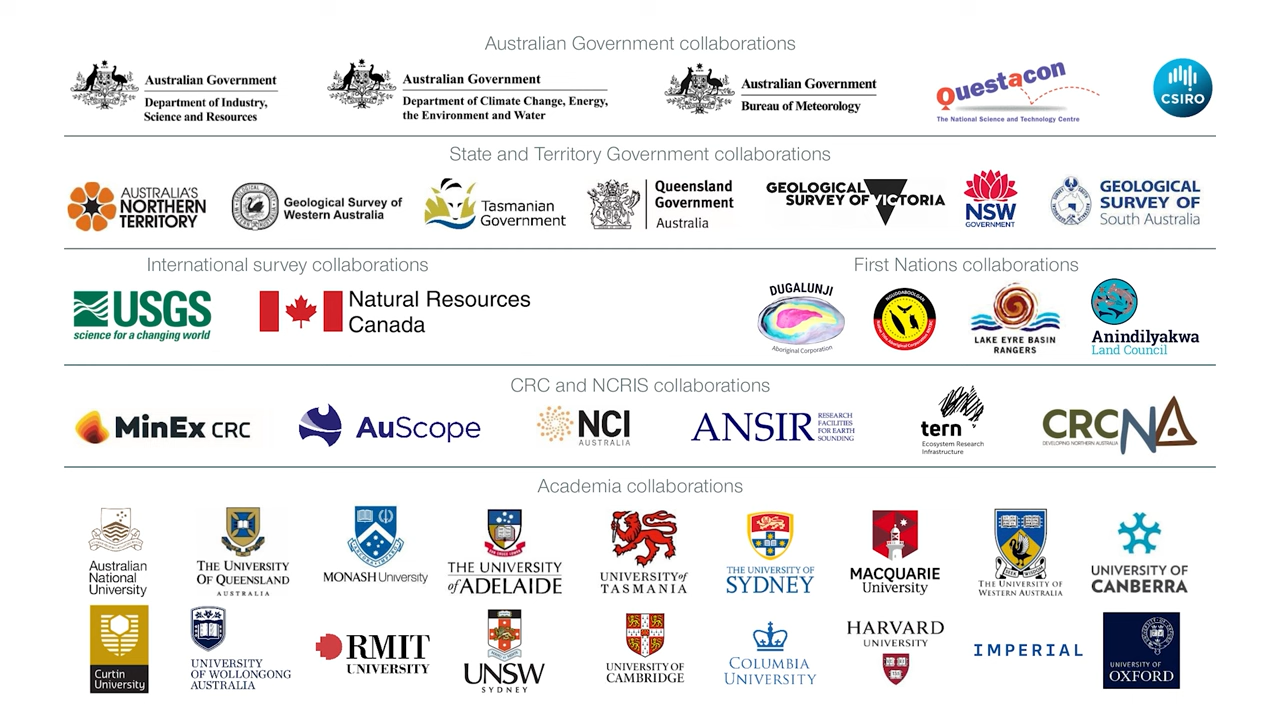 Australian Government collaborations
Australian Government
Department of Industry,
Science and Resources
Australian Government
Department of Climate Change, Energy,
the Environment and Water
Australian Government
Bureau of Meteorology
Questacon
The National Science and Technology Centre
CSIRO
State and Territory Government collaborations
AUSTRALIA'S
NORTHERN
TERRITORY
Geological Survey of
Western Australia
Tasmanian
Government
Queensland
Government
Australia
GEOLOGICAL
SURVEY OF VICTORIA
NSW
GOVERNMENT
GEOLOGICAL
SURVEY OF
South Australia
International survey collaborations
USGS
science for a changing world
Natural Resources
Canada
First Nations collaborations
DUGALUNJI
Aboriginal Corporation
LAKE EYRE BASIN
RANGERS
Anindilyakwa
Land Council
CRC and NCRIS collaborations
MinEx CRC
AuScope
NCI
AUSTRALIA
ANSIR
RESEARCH
FACILITIES
FOR EARTH
SOUNDING
tern
Ecosystem Research
Infrastructure
CRCNA
DEVELOPING NORTHERN AUSTRALIA
Academia collaborations
Australian
National
University
THE UNIVERSITY
OF QUEENSLAND
AUSTRALIA
MONASH University
THE UNIVERSITY
of ADELAIDE
UNIVERSITY of
TASMANIA
THE UNIVERSITY OF
SYDNEY
MACQUARIE
University
THE UNIVERSITY OF
WESTERN AUSTRALIA
UNIVERSITY OF
CANBERRA
Curtin
University
UNIVERSITY
OF WOLLONGONG
AUSTRALIA
RMIT
UNIVERSITY
UNSW
SYDNEY
UNIVERSITY OF
CAMBRIDGE
COLUMBIA
UNIVERSITY
HARVARD
UNIVERSITY
IMPERIAL
UNIVERSITY OF
OXFORD